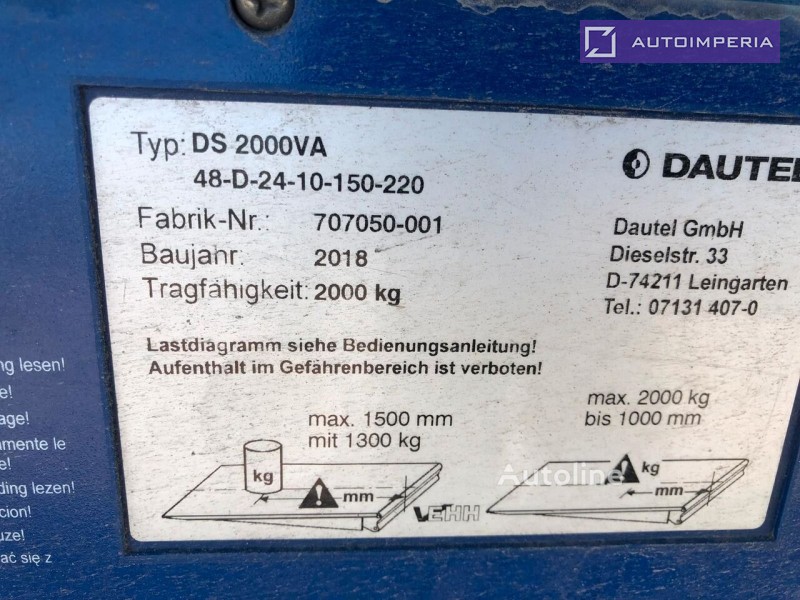 AUTOIMPERIA
Typ: DS 2000VA
48-D-24-10-150-220
Fabrik-Nr.: 707050-001
Baujahr: 2018
Tragfähigkeit: 2000 kg
DAUTEL
Dautel GmbH
Dieselstr. 33
D-74211 Leingarten
Tel.: 07131 407-0
Lastdiagramm siehe Bedienungsanleitung!
Aufenthalt im Gefahrenbereich ist verboten!
max. 1500 mm
mit 1300 kg
kg
mm
max. 2000 kg
bis 1000 mm
kg
mm
VEHH
Autoline
ng lesen!
e!
age!
mente le
e!
ding lezen!
cion!
uze!
ać się z